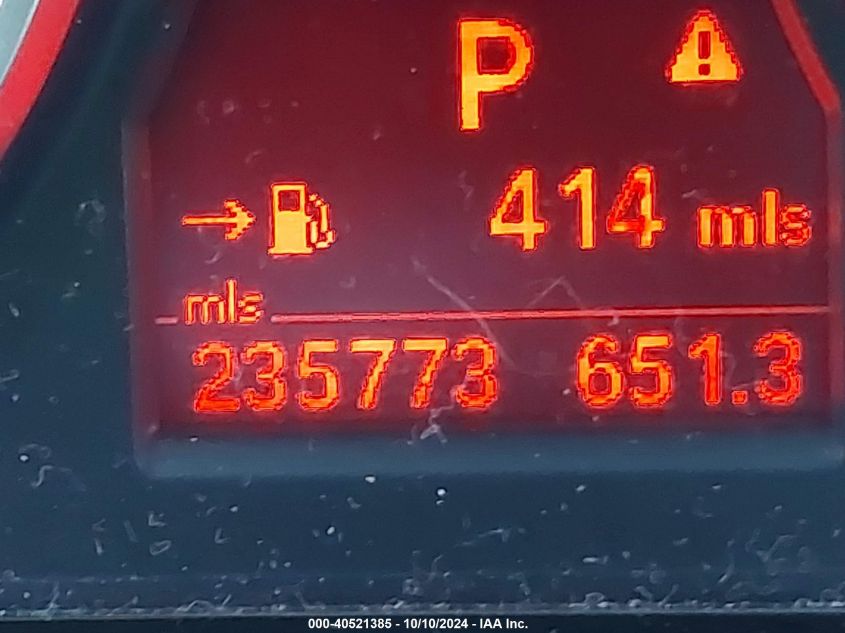 P
414 mls
mls
235773 651.3
000-40521385 - 10/10/2024 - IAA Inc.